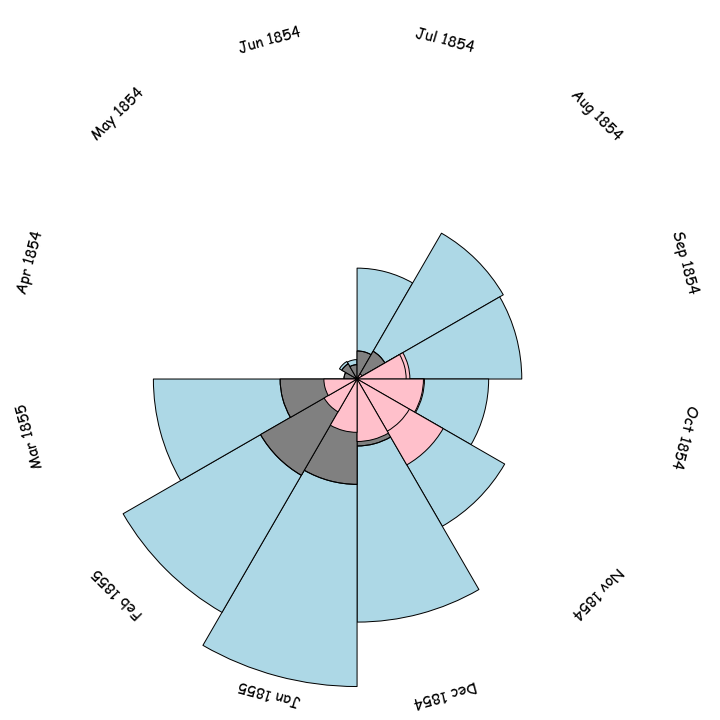 Apr 1854
May 1854
Jun 1854
Jul 1854
Aug 1854
Sep 1854
Oct 1854
Nov 1854
Dec 1854
Jan 1855
Feb 1855
Mar 1855